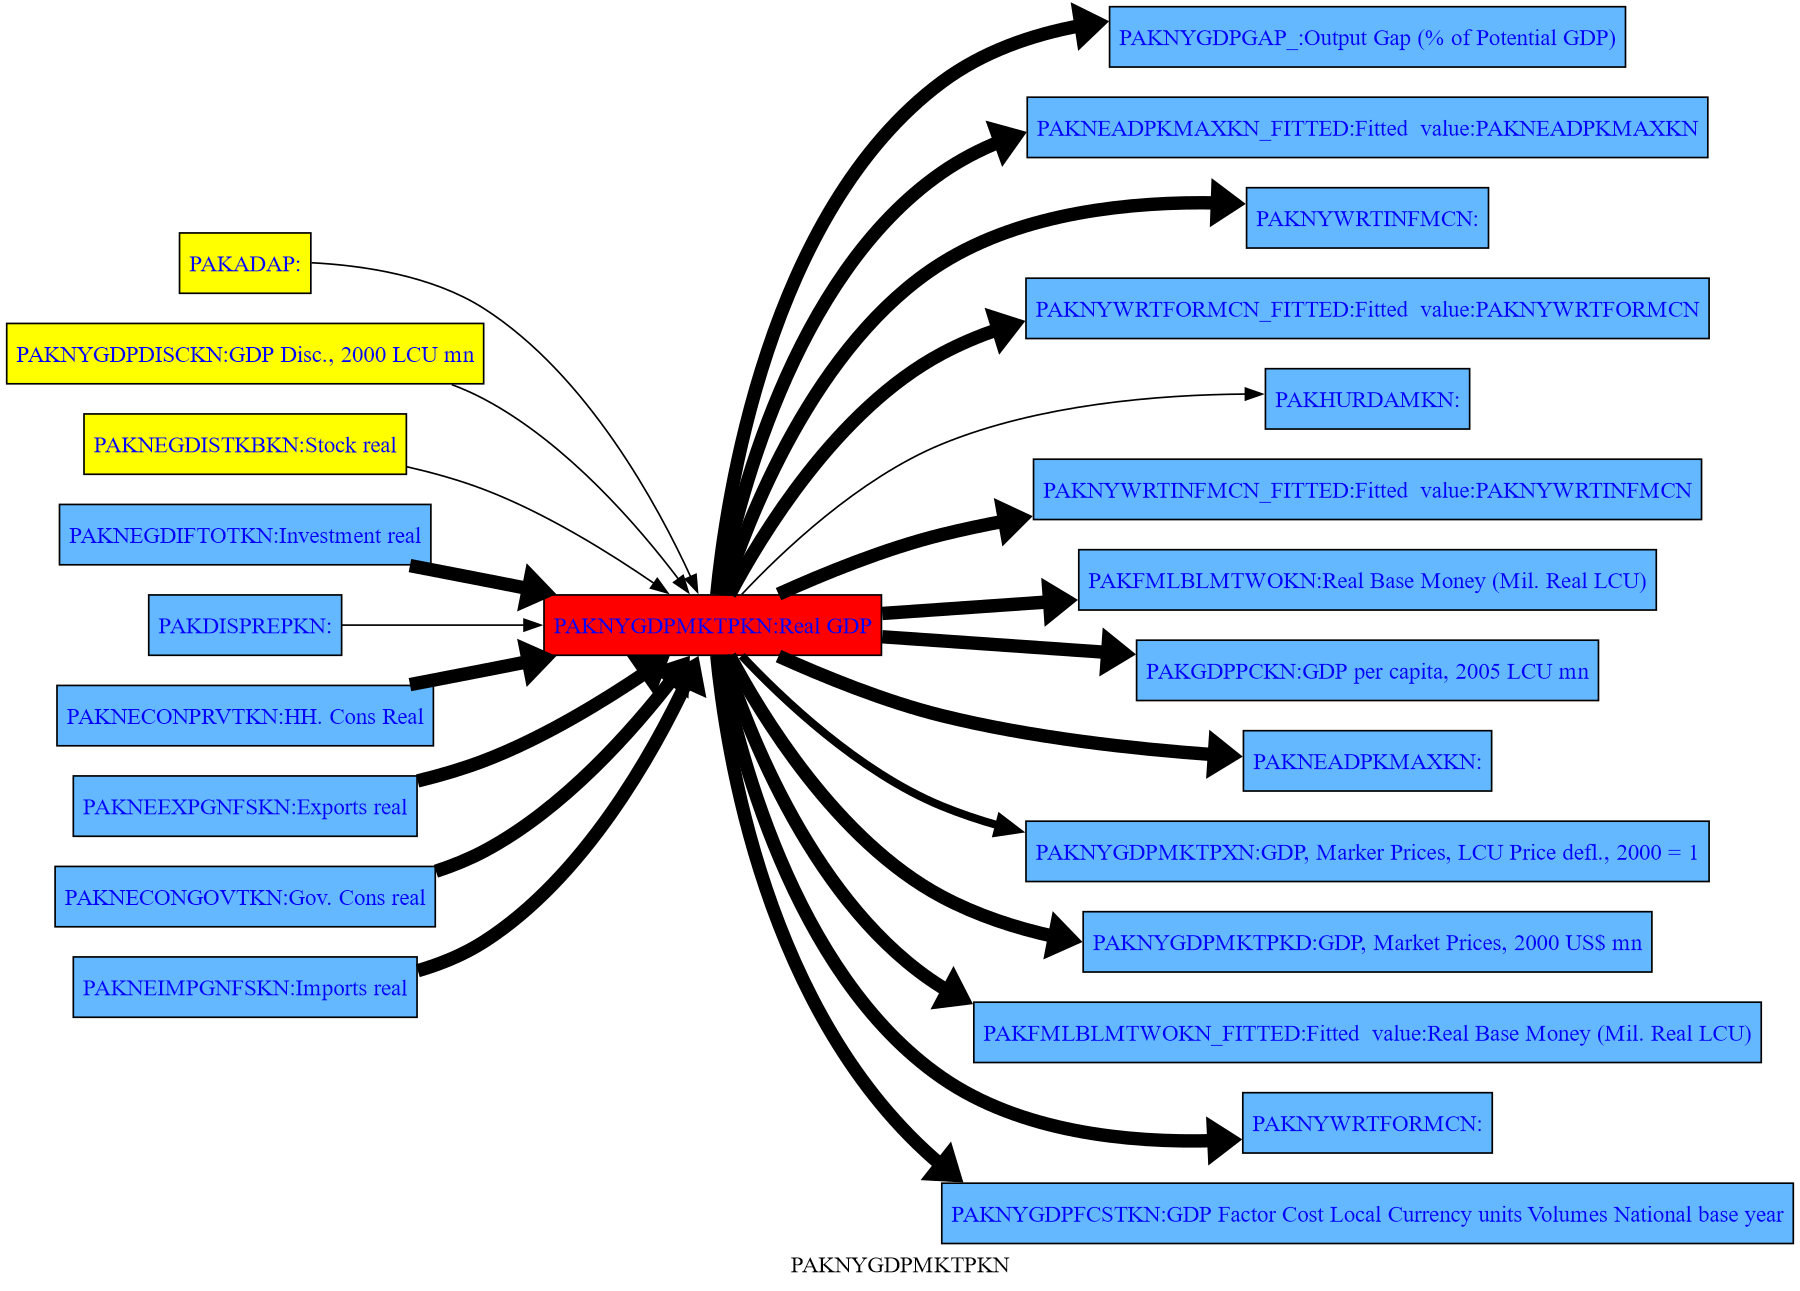 PAKADAP:
PAKNYGDPDISCKN:GDP Disc., 2000 LCU mn
PAKNEGDISTKBKN:Stock real
PAKNEGDIFTOTKN:Investment real
PAKDISPREPKN:
PAKNECONPRVTKN:HH. Cons Real
PAKNEEXPGNFSKN:Exports real
PAKNECONGOVTKN:Gov. Cons real
PAKNEIMPGNFSKN:Imports real
PAKNYGDPMKTPKN:Real GDP
PAKNYGDPGAP_:Output Gap (% of Potential GDP)
PAKNEADPKMAXKN_FITTED:Fitted  value:PAKNEADPKMAXKN
PAKNYWRTINFMCN:
PAKNYWRTFORMCN_FITTED:Fitted  value:PAKNYWRTFORMCN
PAKHURDAMKN:
PAKNYWRTINFMCN_FITTED:Fitted  value:PAKNYWRTINFMCN
PAKFMLBLMTWOKN:Real Base Money (Mil. Real LCU)
PAKGDPPCKN:GDP per capita, 2005 LCU mn
PAKNEADPKMAXKN:
PAKNYGDPMKTPXN:GDP, Marker Prices, LCU Price defl., 2000 = 1
PAKNYGDPMKTPKD:GDP, Market Prices, 2000 US$ mn
PAKFMLBLMTWOKN_FITTED:Fitted  value:Real Base Money (Mil. Real LCU)
PAKNYWRTFORMCN:
PAKNYGDPFCSTKN:GDP Factor Cost Local Currency units Volumes National base year
PAKNYGDPMKTPKN